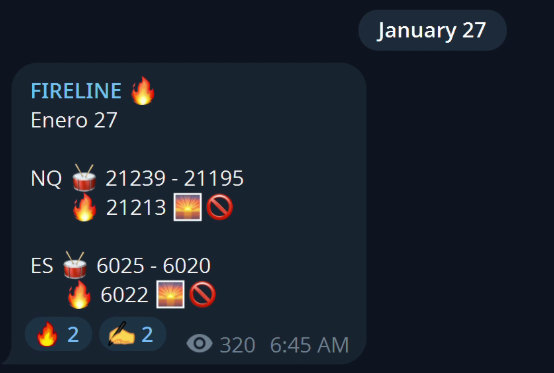 January 27
FIRELINE 🔥
Enero 27
NQ 🥁 21239 - 21195
🔥 21213 🌅🚫
ES 🥁 6025 - 6020
🔥 6022 🌅🚫
🔥 2 ✍️ 2 320 6:45 AM